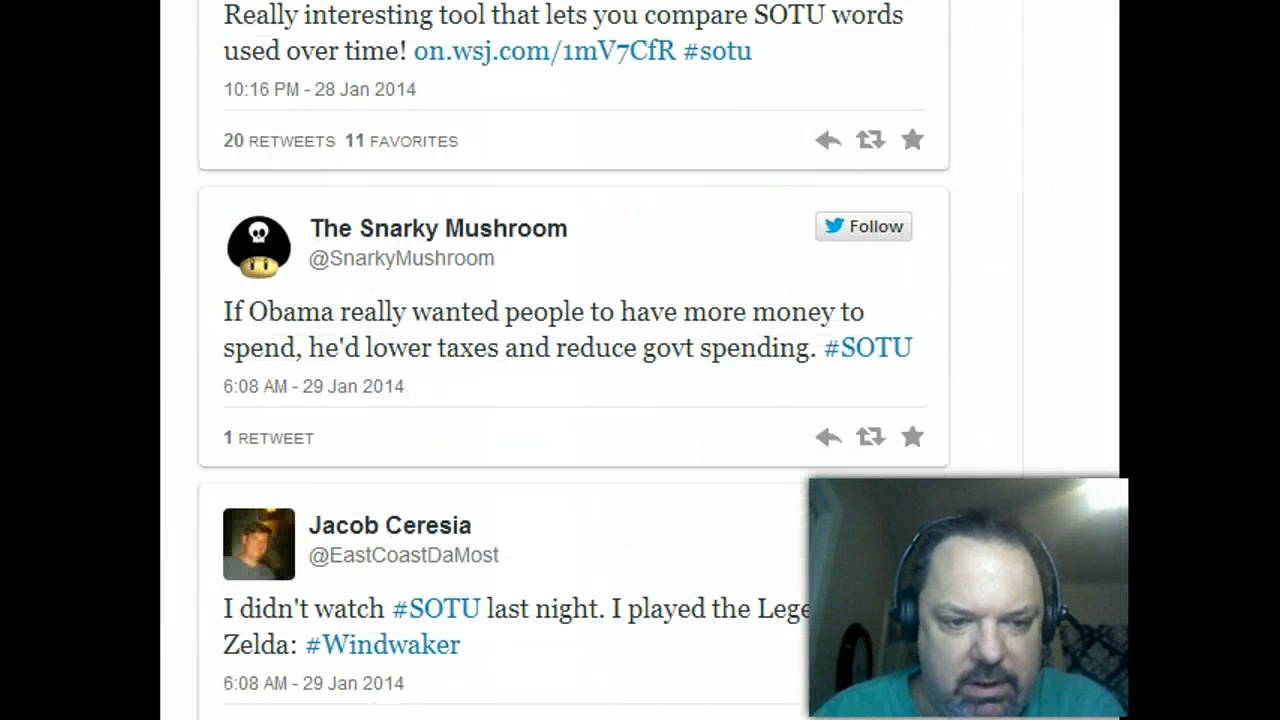 Really interesting tool that lets you compare SOTU words
used over time! on.wsj.com/1mV7CfR #sotu
10:16 PM - 28 Jan 2014
20 RETWEETS 11 FAVORITES
The Snarky Mushroom
Follow
@SnarkyMushroom
If Obama really wanted people to have more money to
spend, he'd lower taxes and reduce govt spending. #SOTU
6:08 AM - 29 Jan 2014
1 RETWEET
Jacob Ceresia
@EastCoastDaMost
I didn't watch #SOTU last night. I played the Lege
Zelda: #Windwaker
6:08 AM - 29 Jan 2014